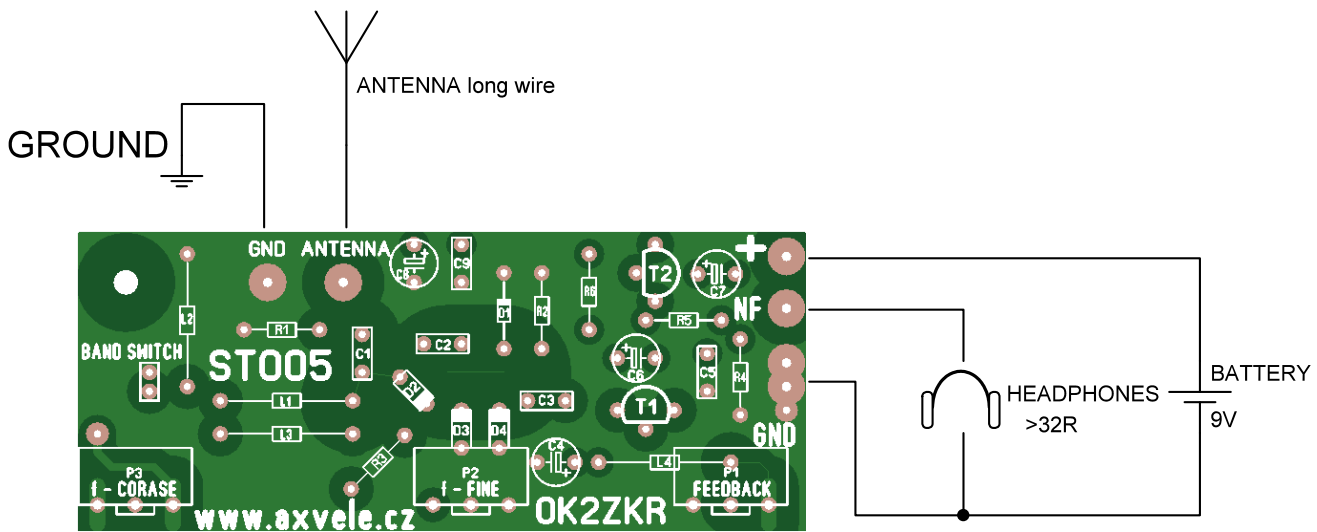 ANTENNA long wire
GROUND
GND ANTENNA
+
C8
C9
T2
C7
D1
R2
R6
L2
NF
R1
R5
BAND SWITCH
ST005
C1
C2
C6
C5
R4
D2
L1
C3
T1
L3
D3
D4
GND
R3
C4
L4
P3
f - CORASE
P2
f - FINE
P1
FEEDBACK
OK2ZKR
www.axvele.cz
HEADPHONES
>32R
BATTERY
9V